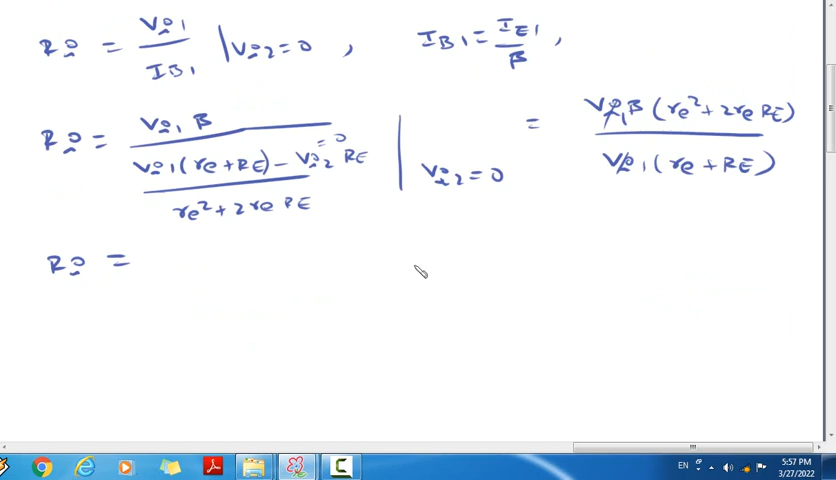 Ri = Vi1 / IB1 | Vi2 = 0 , IB1 = IE1 / β ,
Ri = Vi1 β / ((Vi1 (re + RE) - Vi2 RE) / (re² + 2re RE)) | Vi2 = 0 = Vi1 β (re² + 2re RE) / Vi1 (re + RE)
= 0
Ri =
EN
5:57 PM
3/27/2022